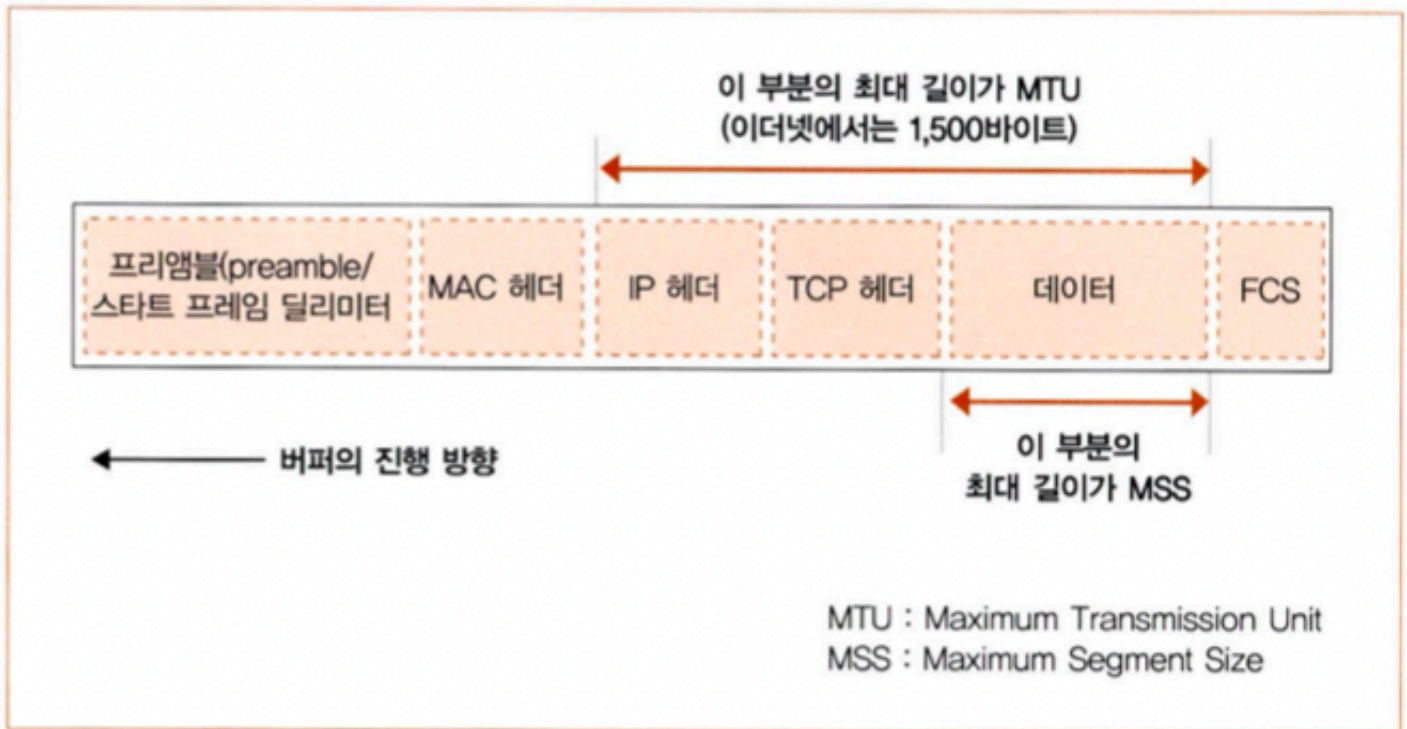 이 부분의 최대 길이가 MTU
(이더넷에서는 1,500바이트)
프리앰블(preamble/
스타트 프레임 딜리미터
MAC 헤더
IP 헤더
TCP 헤더
데이터
FCS
버퍼의 진행 방향
이 부분의
최대 길이가 MSS
MTU : Maximum Transmission Unit
MSS : Maximum Segment Size